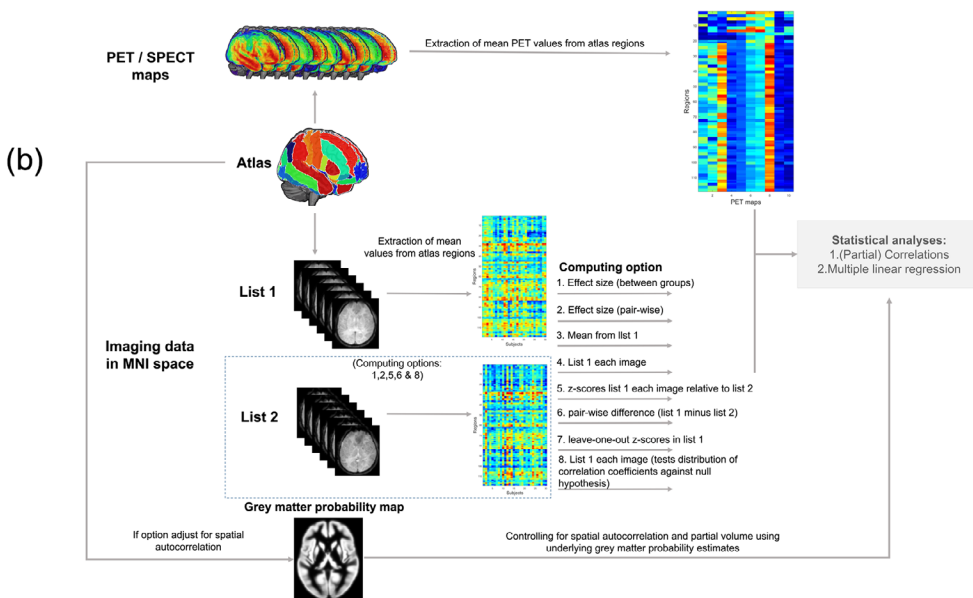 (b)
PET / SPECT
maps
Extraction of mean PET values from atlas regions
Regions
PET maps
Atlas
Extraction of mean
values from atlas regions
Regions
Subjects
List 1
Computing option
1. Effect size (between groups)
2. Effect size (pair-wise)
3. Mean from list 1
4. List 1 each image
5. z-scores list 1 each image relative to list 2
6. pair-wise difference (list 1 minus list 2)
7. leave-one-out z-scores in list 1
8. List 1 each image (tests distribution of
correlation coefficients against null
hypothesis)
Statistical analyses:
1.(Partial) Correlations
2.Multiple linear regression
Imaging data
in MNI space
(Computing options:
1,2,5,6 & 8)
List 2
Regions
Subjects
Grey matter probability map
If option adjust for spatial
autocorrelation
Controlling for spatial autocorrelation and partial volume using
underlying grey matter probability estimates